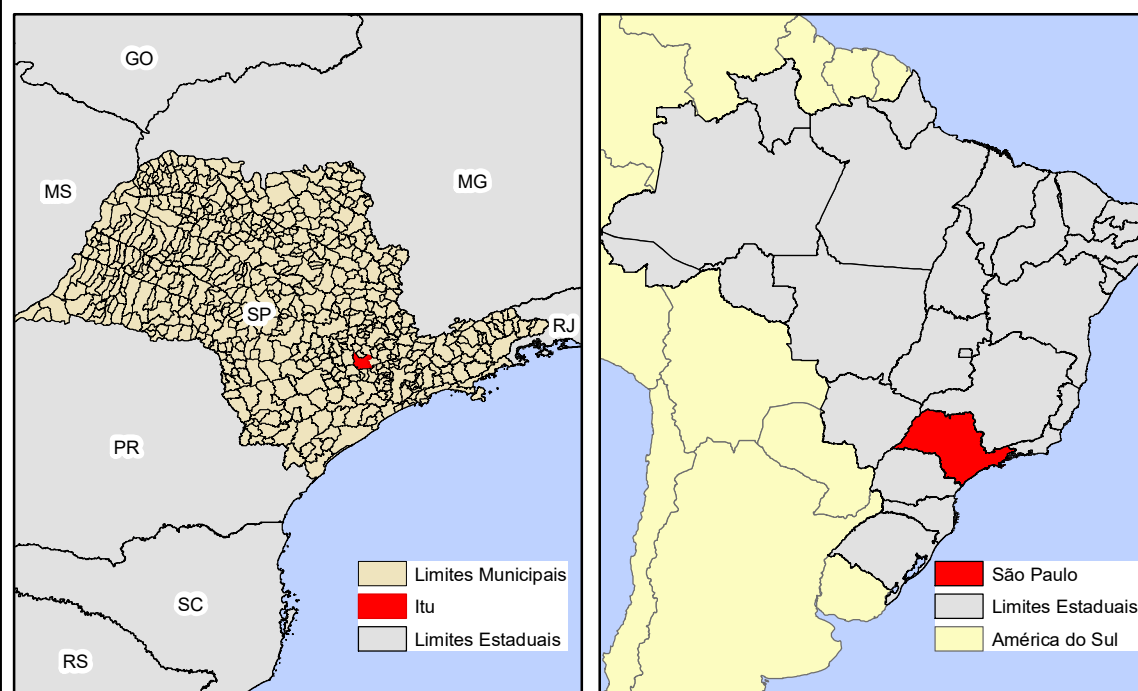 GO
MS
MG
SP
RJ
PR
SC
RS
Limites Municipais
Itu
Limites Estaduais
São Paulo
Limites Estaduais
América do Sul